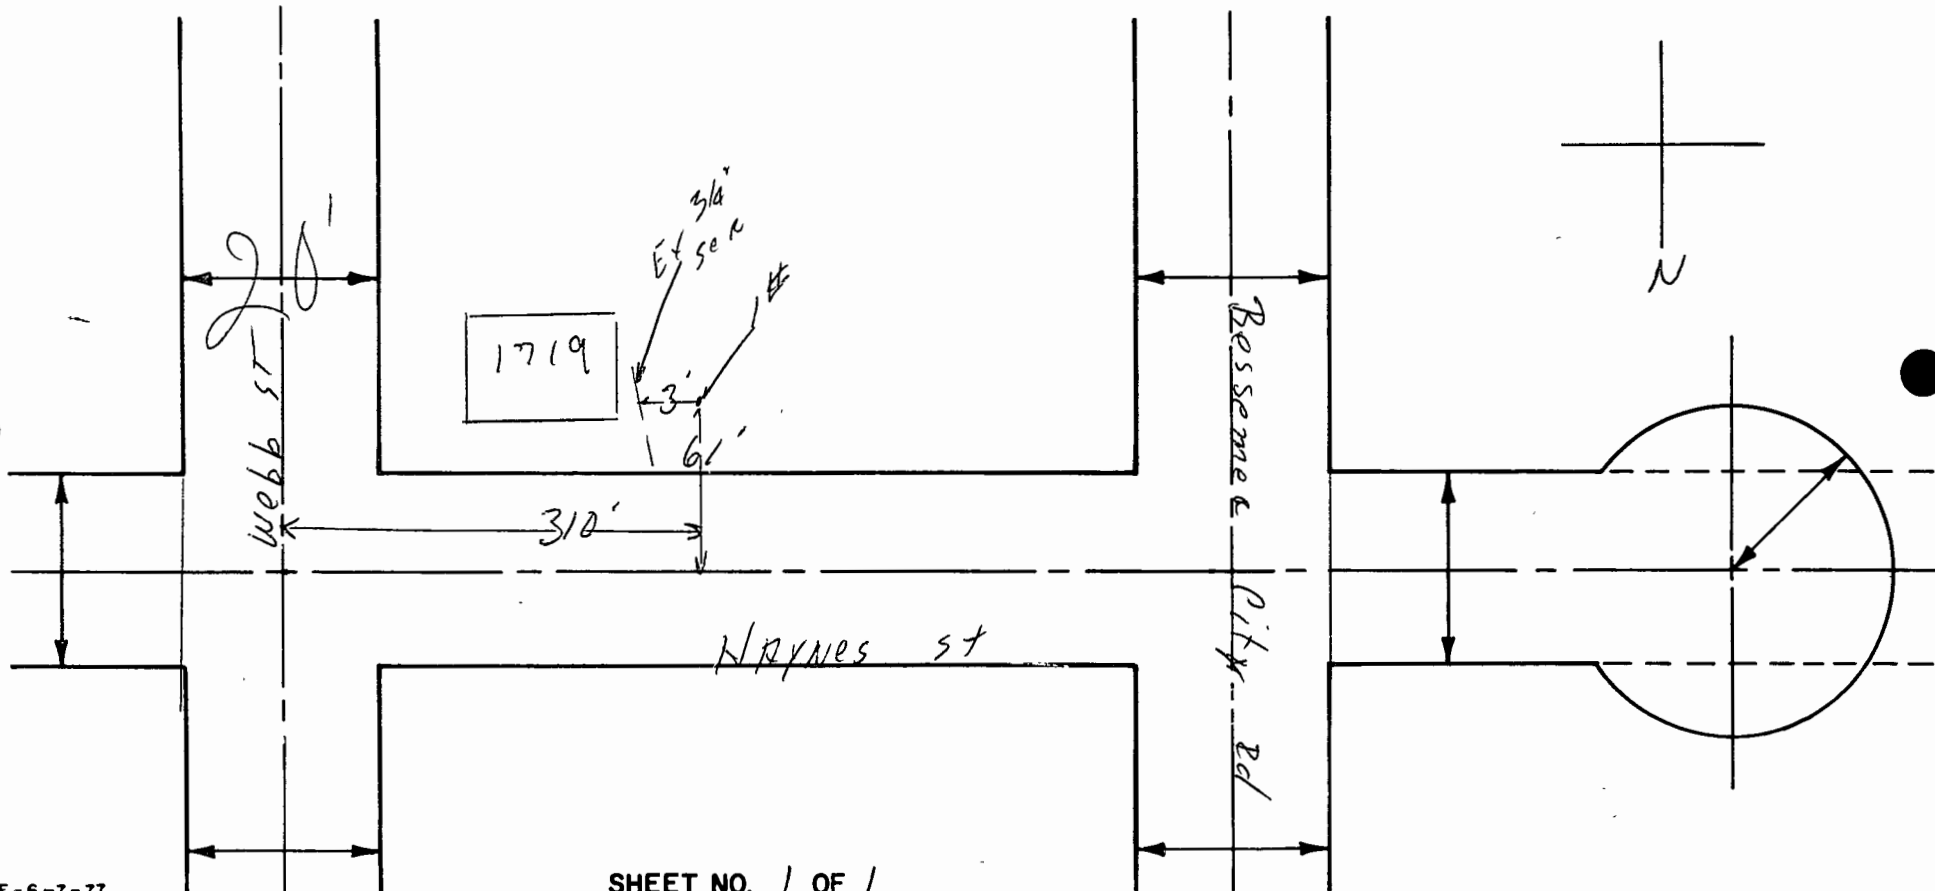 20'
3/4"
Ex ser
1719
3'
61'
310'
Webb ST
Haynes st
Bessemer City Rd
N
SHEET NO. 1 OF 1